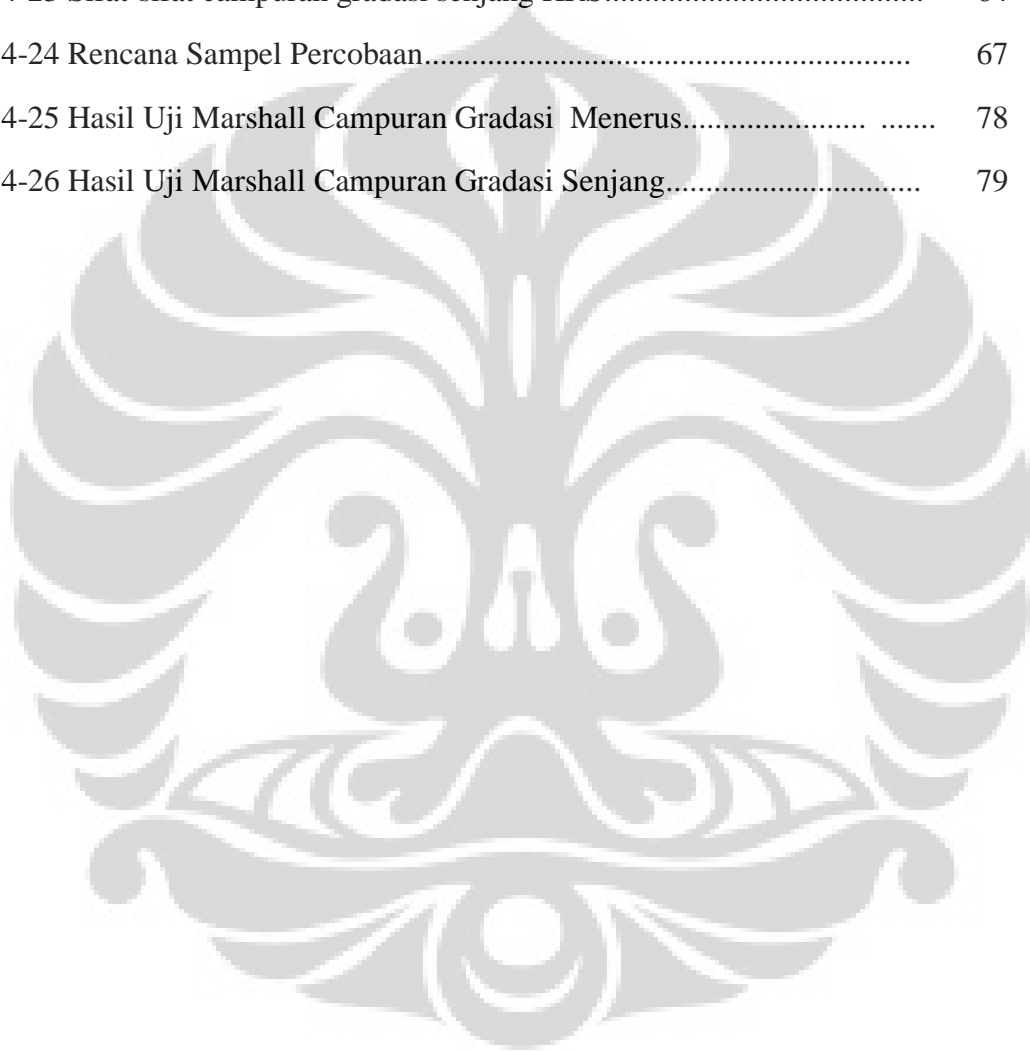 4-24 Rencana Sampel Percobaan............................................................. 67
4-25 Hasil Uji Marshall Campuran Gradasi Menerus....................... ....... 78
4-26 Hasil Uji Marshall Campuran Gradasi Senjang................................ 79